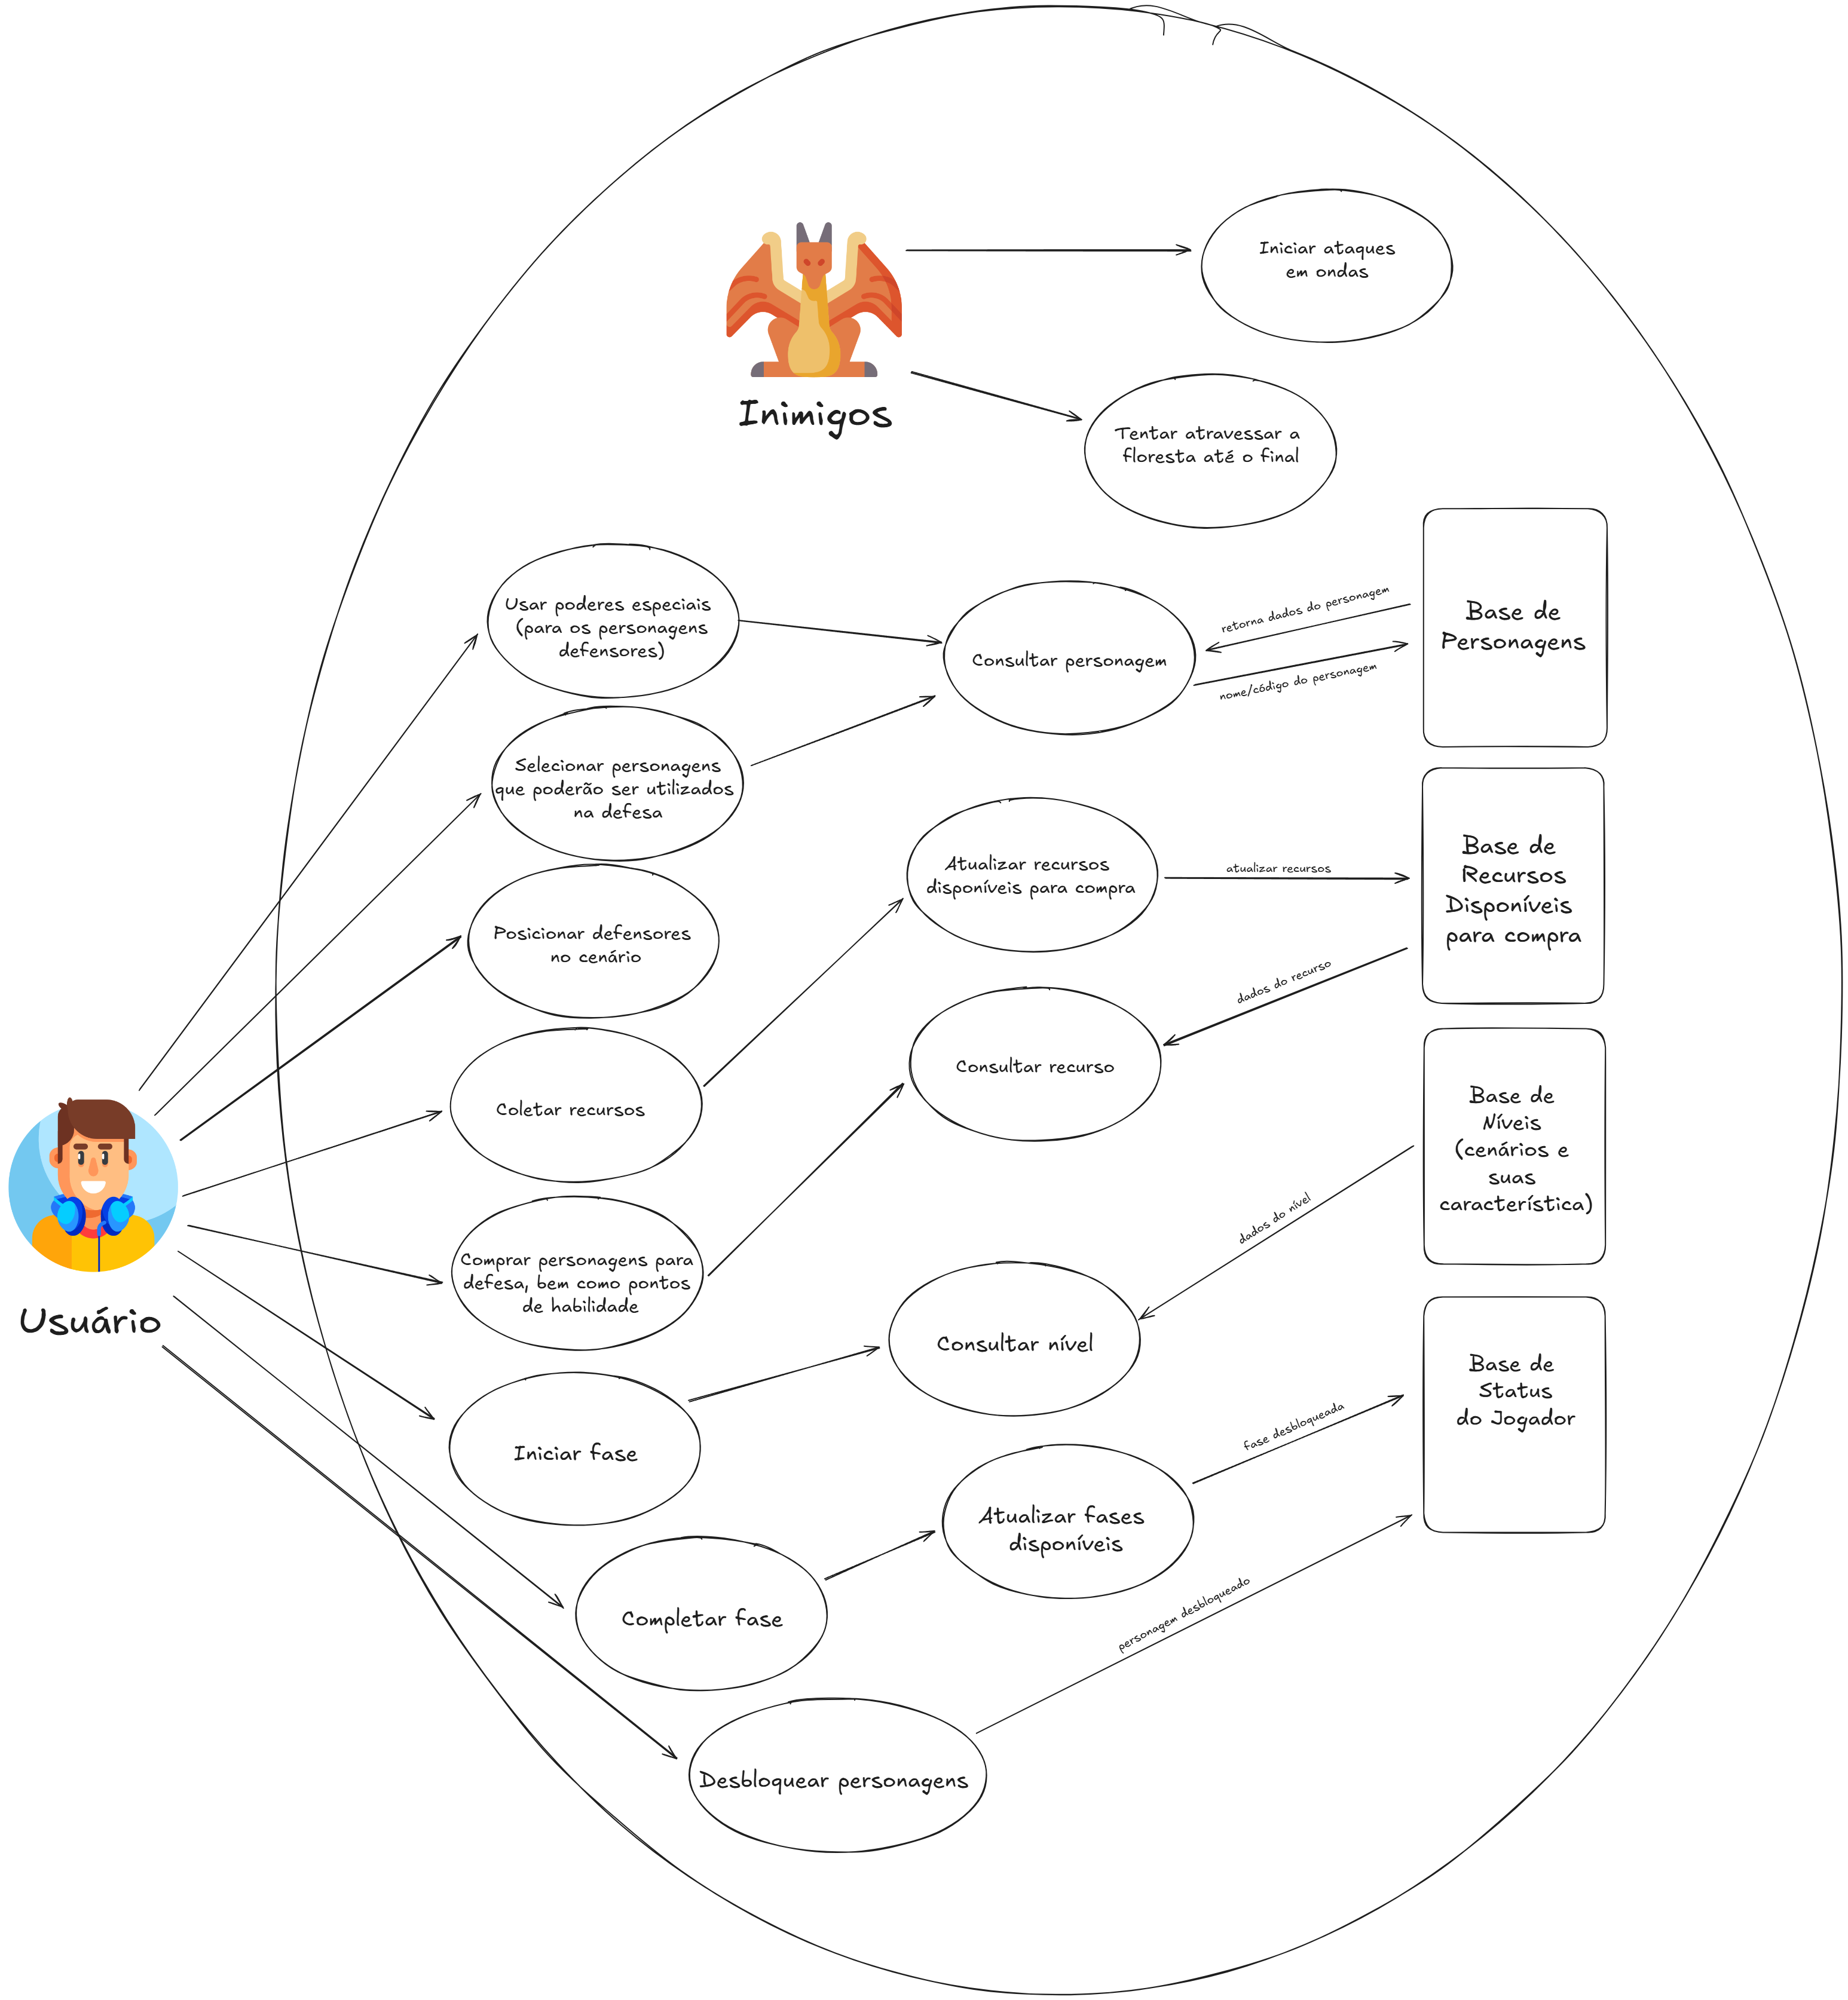 Iniciar ataques
em ondas
Inimigos
Tentar atravessar a
floresta até o final
Usar poderes especiais
(para os personagens
defensores)
Consultar personagem
retorna dados do personagem
nome/código do personagem
Base de
Personagens
Selecionar personagens
que poderão ser utilizados
na defesa
Atualizar recursos
disponíveis para compra
atualizar recursos
Base de
Recursos
Disponíveis
para compra
Posicionar defensores
no cenário
dados do recurso
Consultar recurso
Coletar recursos
Base de
Níveis
(cenários e
suas
característica)
dados do nível
Comprar personagens para
defesa, bem como pontos
de habilidade
Usuário
Consultar nível
Base de
Status
do Jogador
Iniciar fase
fase desbloqueada
Atualizar fases
disponíveis
Completar fase
personagem desbloqueado
Desbloquear personagens